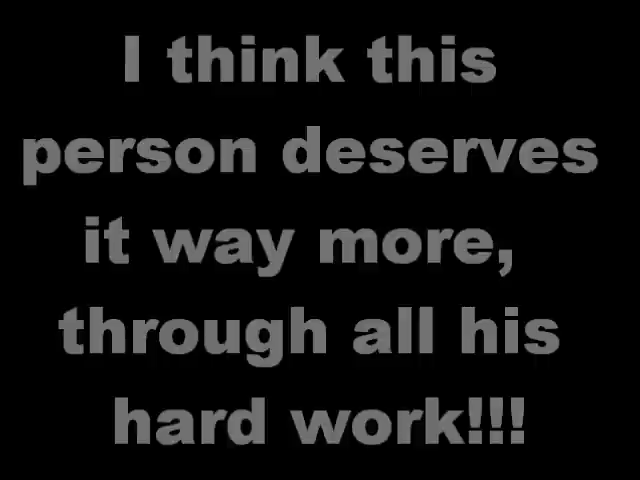 I think this
person deserves
it way more,
through all his
hard work!!!